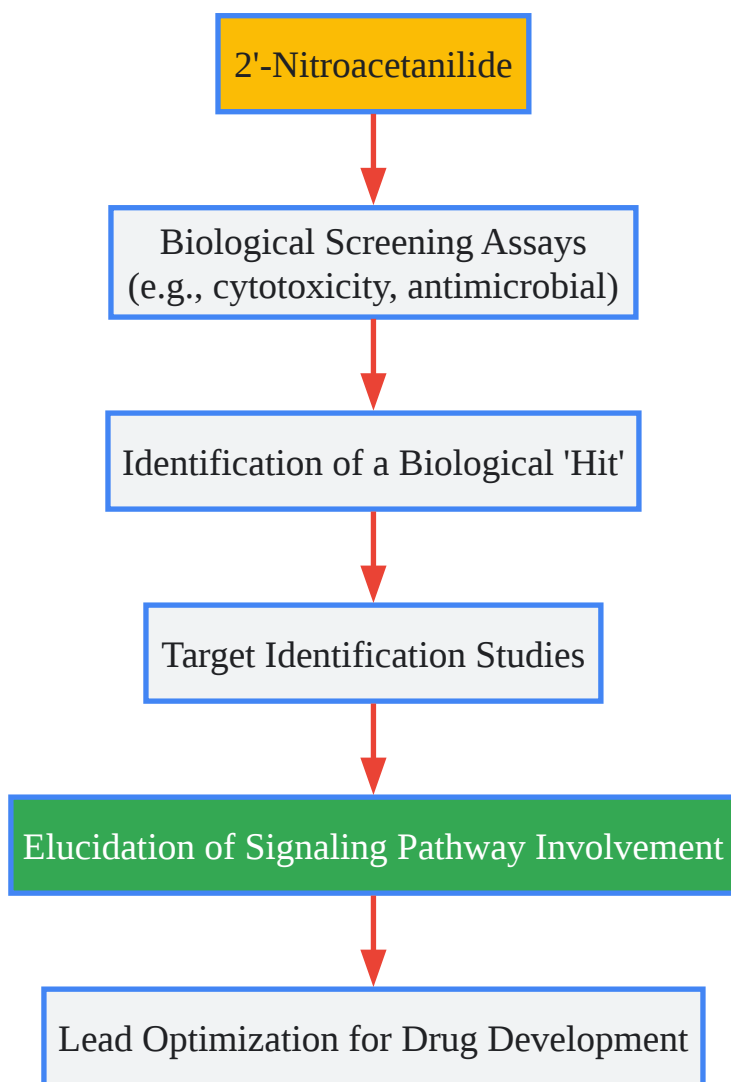 2'-Nitroacetanilide
Biological Screening Assays
(e.g., cytotoxicity, antimicrobial)
Identification of a Biological 'Hit'
Target Identification Studies
Elucidation of Signaling Pathway Involvement
Lead Optimization for Drug Development